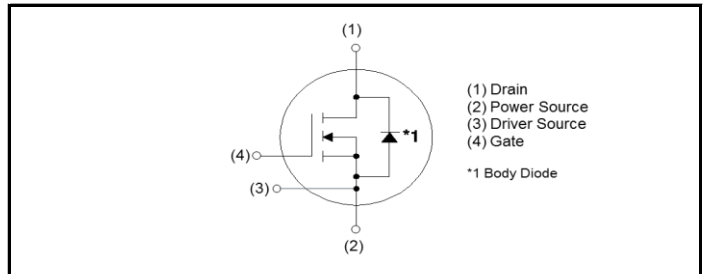 (1)
(1) Drain
(2) Power Source
(3) Driver Source
(4) Gate
*1
(4)
*1 Body Diode
(3)
(2)